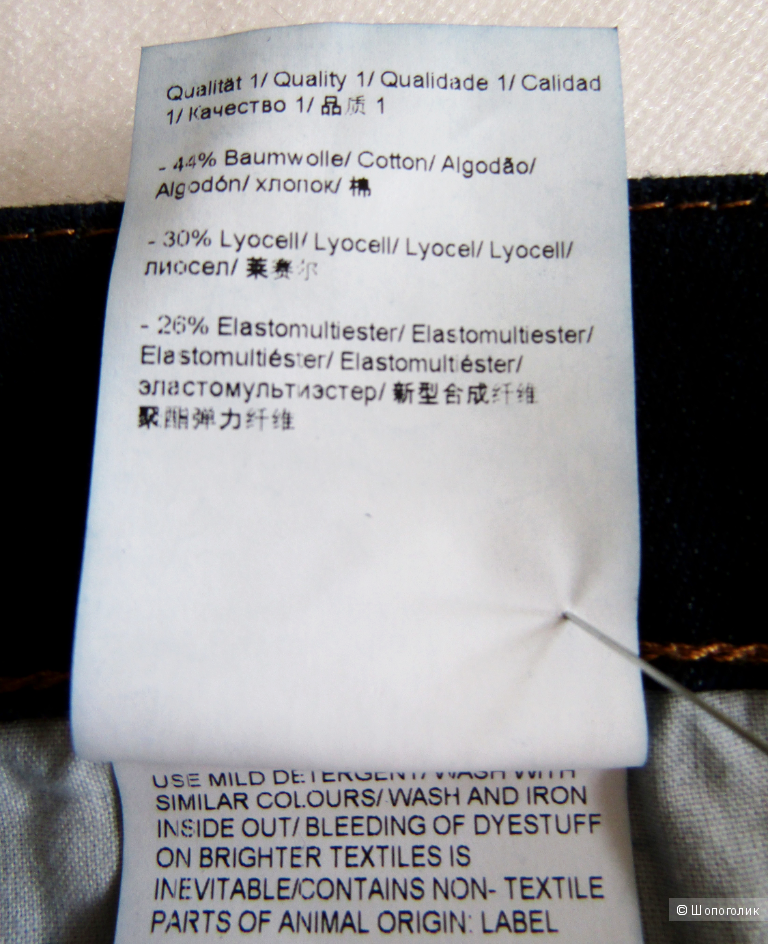 Qualität 1/ Quality 1/ Qualidade 1/ Calidad
1/ Качество 1/ 品质 1
- 44% Baumwolle/ Cotton/ Algodão/
Algodón/ хлопок/ 棉
- 30% Lyocell/ Lyocell/ Lyocel/ Lyocell/
лиосел/ 莱赛尔
- 26% Elastomultiester/ Elastomultiester/
Elastomultiéster/ Elastomultiéster/
эластомультиэстер/ 新型合成纤维
聚酯弹力纤维
USE MILD DETERGENT/ WASH WITH
SIMILAR COLOURS/ WASH AND IRON
INSIDE OUT/ BLEEDING OF DYESTUFF
ON BRIGHTER TEXTILES IS
INEVITABLE/CONTAINS NON- TEXTILE
PARTS OF ANIMAL ORIGIN: LABEL
© Шопоголик